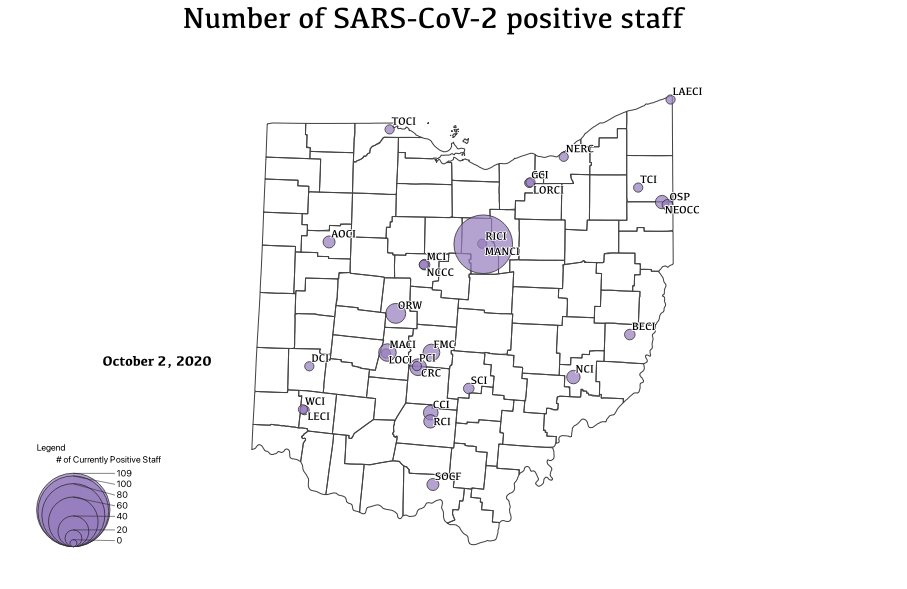 Number of SARS-CoV-2 positive staff
LAECI
TOCI
NERC
GCI
LORCI
TCI
OSP
NEOCC
AOCI
RICI
MANCI
MCI
NCCC
ORW
BECI
MACI
LOCI
FMC
PCI
CRC
October 2, 2020
DCI
NCI
SCI
WCI
LECI
CCI
RCI
SOCF
Legend
# of Currently Positive Staff
109
100
80
60
40
20
0